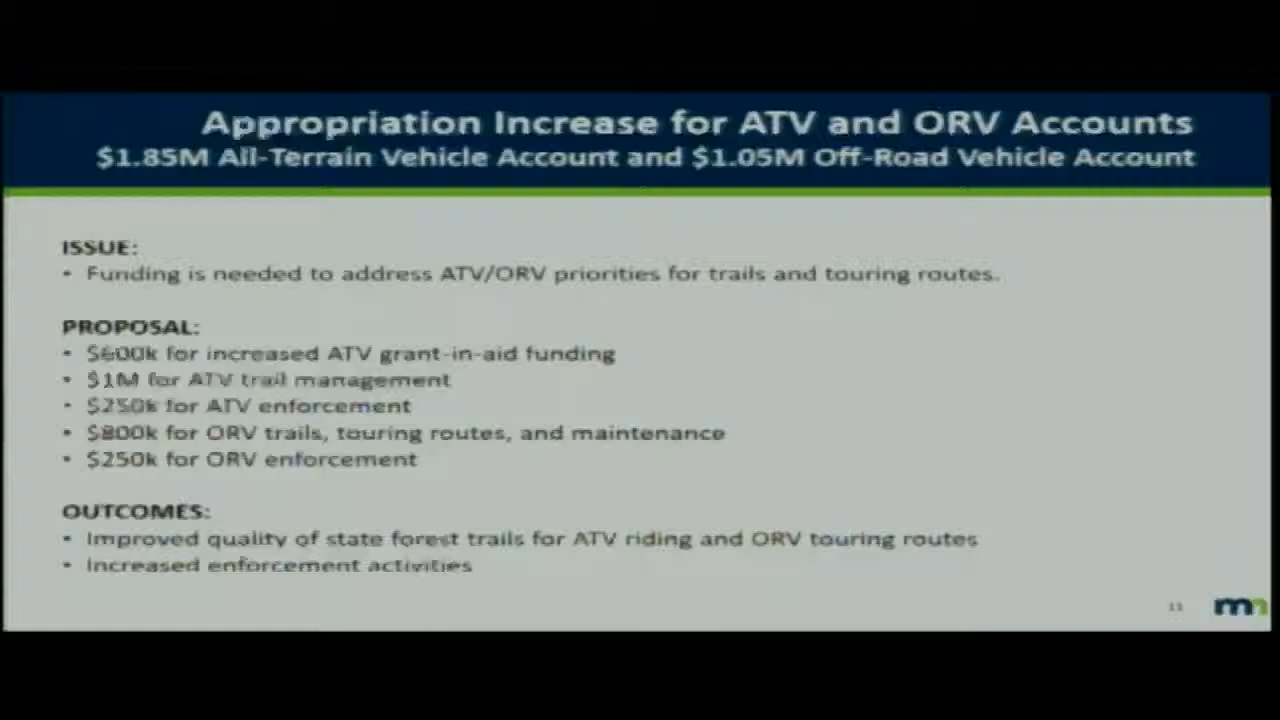 Appropriation Increase for ATV and ORV Accounts
$1.85M All-Terrain Vehicle Account and $1.05M Off-Road Vehicle Account
ISSUE:
• Funding is needed to address ATV/ORV priorities for trails and touring routes.
PROPOSAL:
• $600k for increased ATV grant-in-aid funding
• $1M for ATV trail management
• $250k for ATV enforcement
• $800k for ORV trails, touring routes, and maintenance
• $250k for ORV enforcement
OUTCOMES:
• Improved quality of state forest trails for ATV riding and ORV touring routes
• Increased enforcement activities
mn